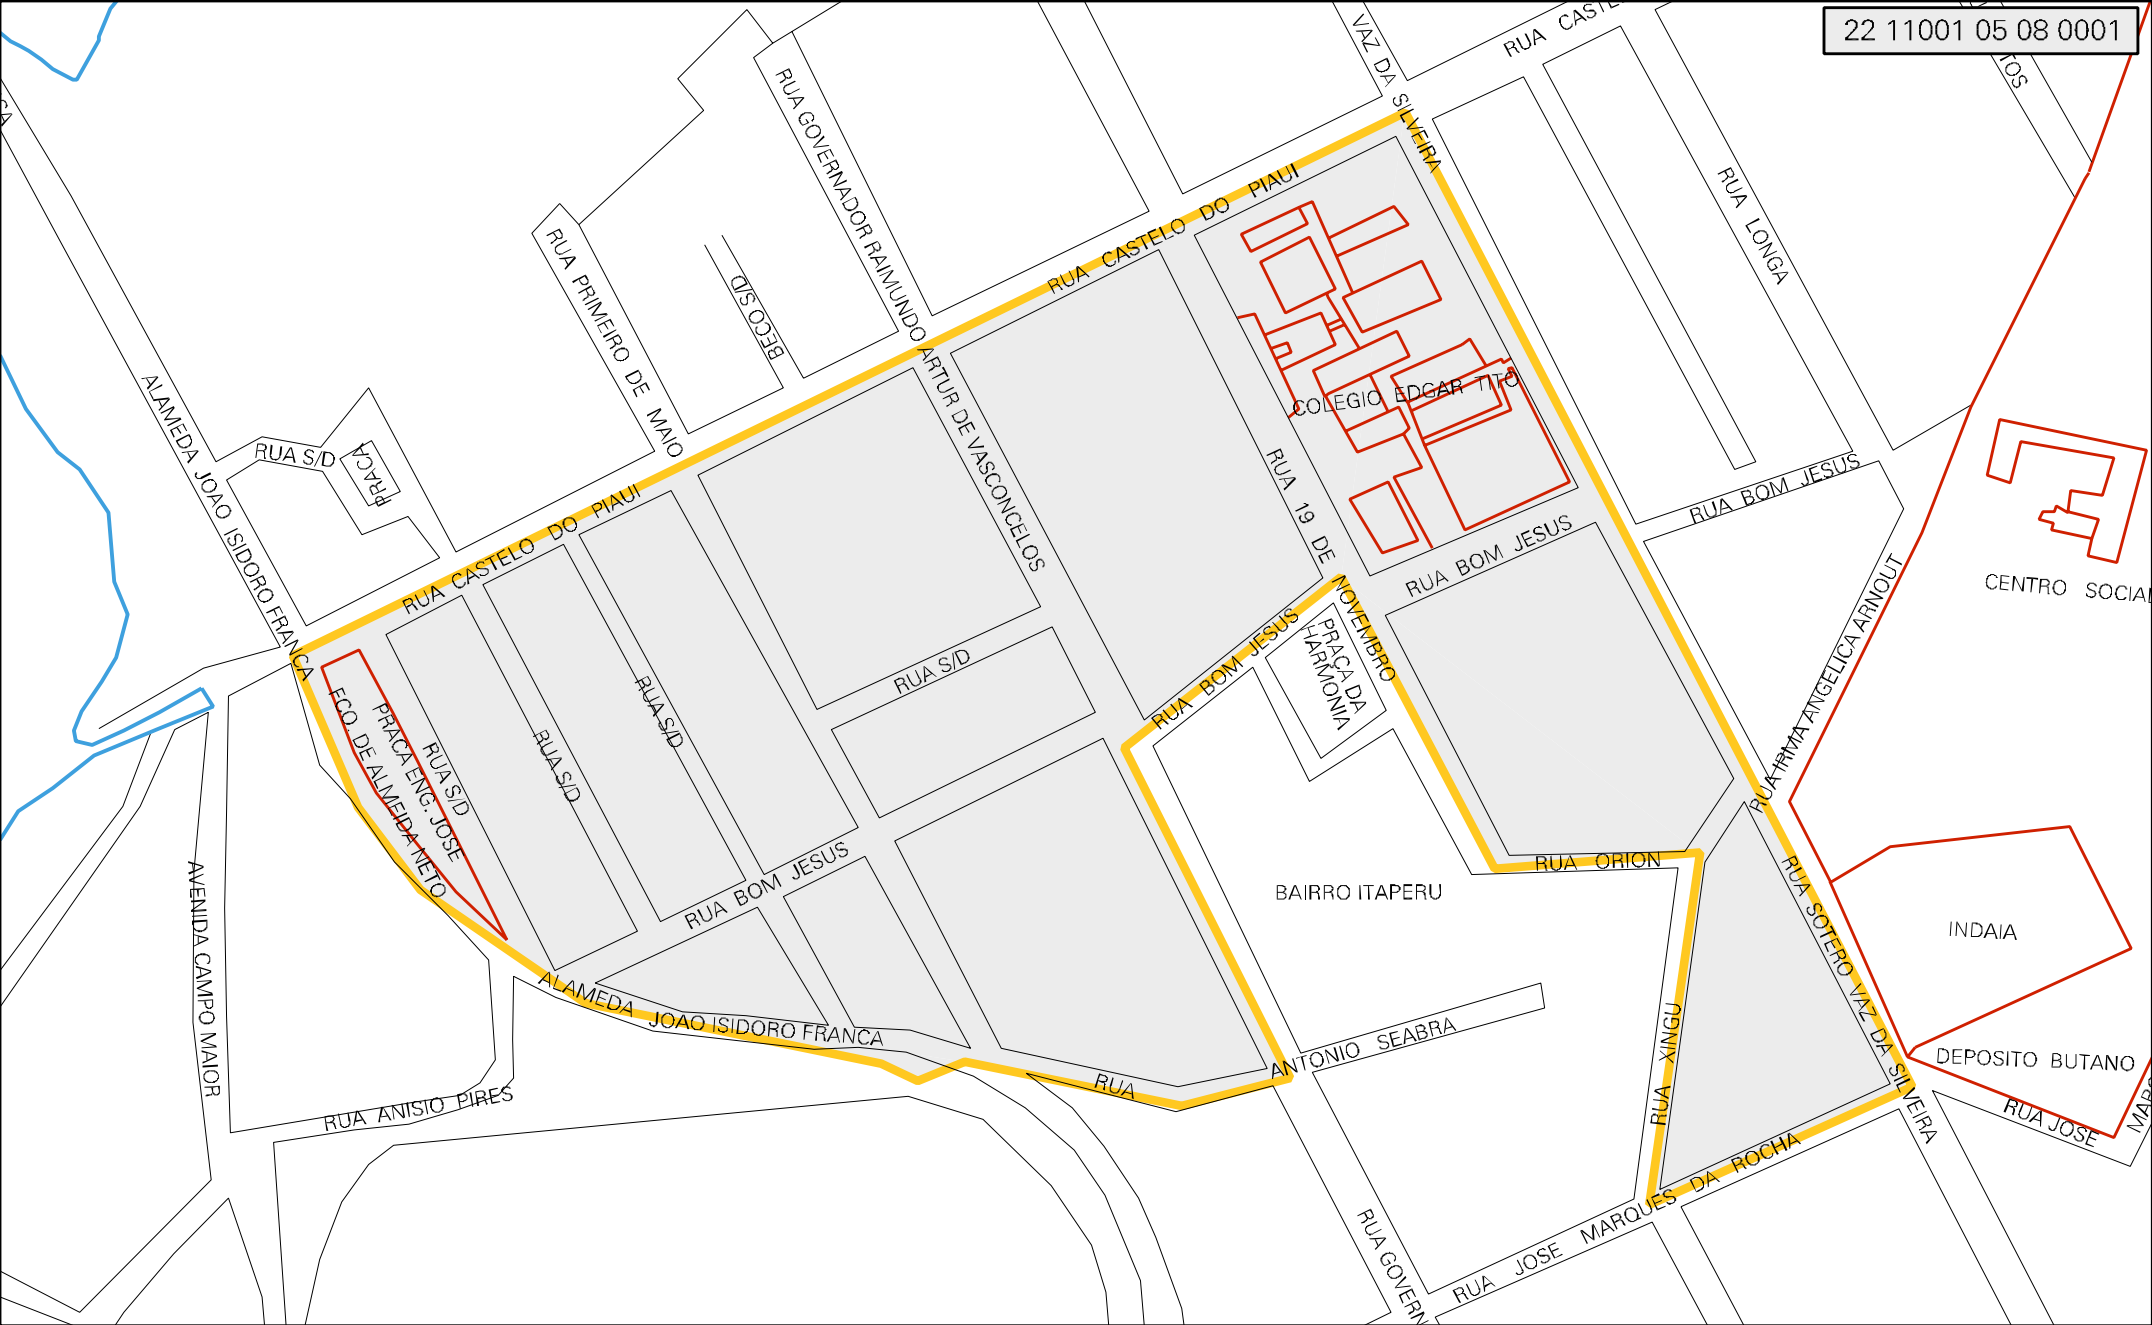 22 11001 05 08 0001
RUA CASTE
VAZ DA SILVEIRA
TOS
SA
RUA GOVERNADOR RAIMUNDO ARTUR DE VASCONCELOS
RUA LONGA
RUA CASTELO DO PIAUI
RUA PRIMEIRO DE MAIO
BECO S/D
ALAMEDA JOAO ISIDORO FRANCA
RUA S/D
PRACA
COLEGIO EDGAR TITO
RUA 19 DE NOVEMBRO
RUA BOM JESUS
RUA BOM JESUS
RUA CASTELO DO PIAUI
CENTRO SOCIAL
RUA IRMA ANGELICA ARNOUT
PRAÇA DA
HARMONIA
RUA BOM JESUS
RUA S/D
RUA S/D
RUA S/D
RUA S/D
PRACA ENG. JOSE
FCO. DE ALMEIDA NETO
RUA BOM JESUS
RUA ORION
BAIRRO ITAPERU
INDAIA
RUA SOTERO VAZ DA SILVEIRA
AVENIDA CAMPO MAIOR
ALAMEDA JOAO ISIDORO FRANCA
RUA ANTONIO SEABRA
RUA XINGU
DEPOSITO BUTANO
RUA ANISIO PIRES
RUA JOSE
MARQ
RUA JOSE MARQUES DA ROCHA
RUA GOVERN